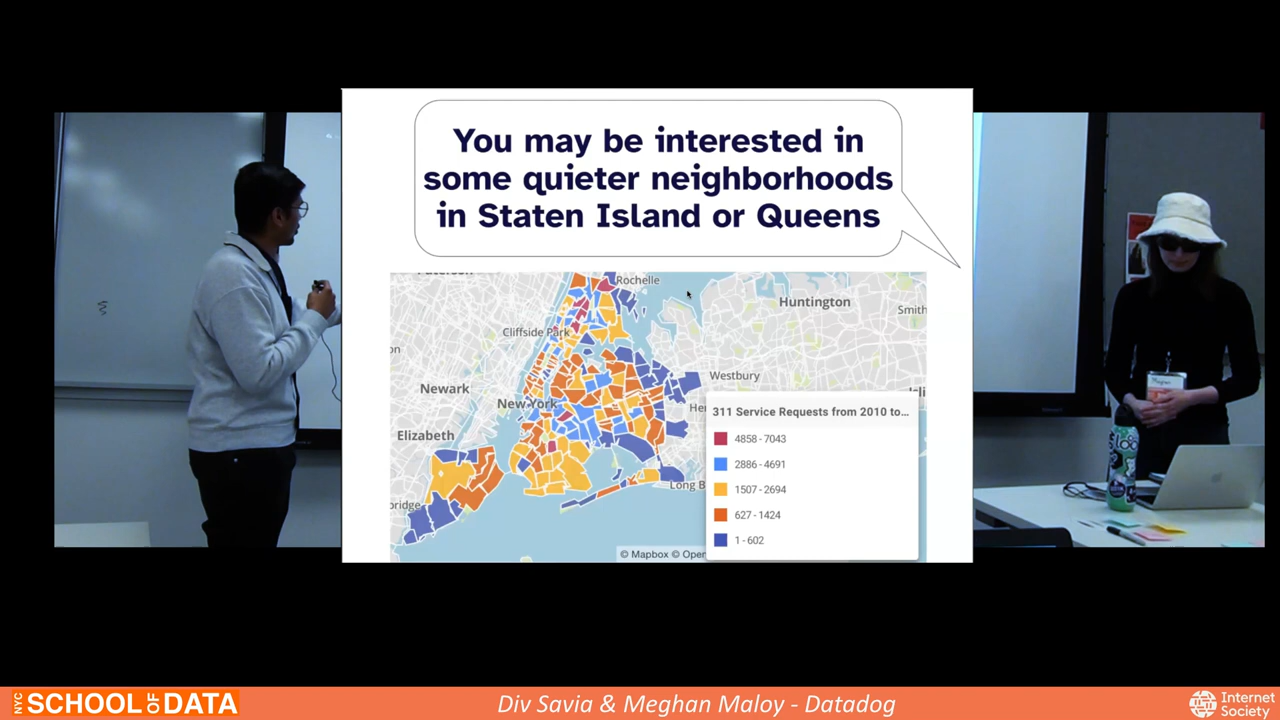 You may be interested in
some quieter neighborhoods
in Staten Island or Queens
Rochelle
Huntington
Smith
Cliffside Park
Westbury
Newark
New York
Elizabeth
Long B
bridge
311 Service Requests from 2010 to...
4858 - 7043
2886 - 4691
1507 - 2694
627 - 1424
1 - 602
© Mapbox © Open
NYC SCHOOL OF DATA
Div Savia & Meghan Maloy - Datadog
Internet
Society